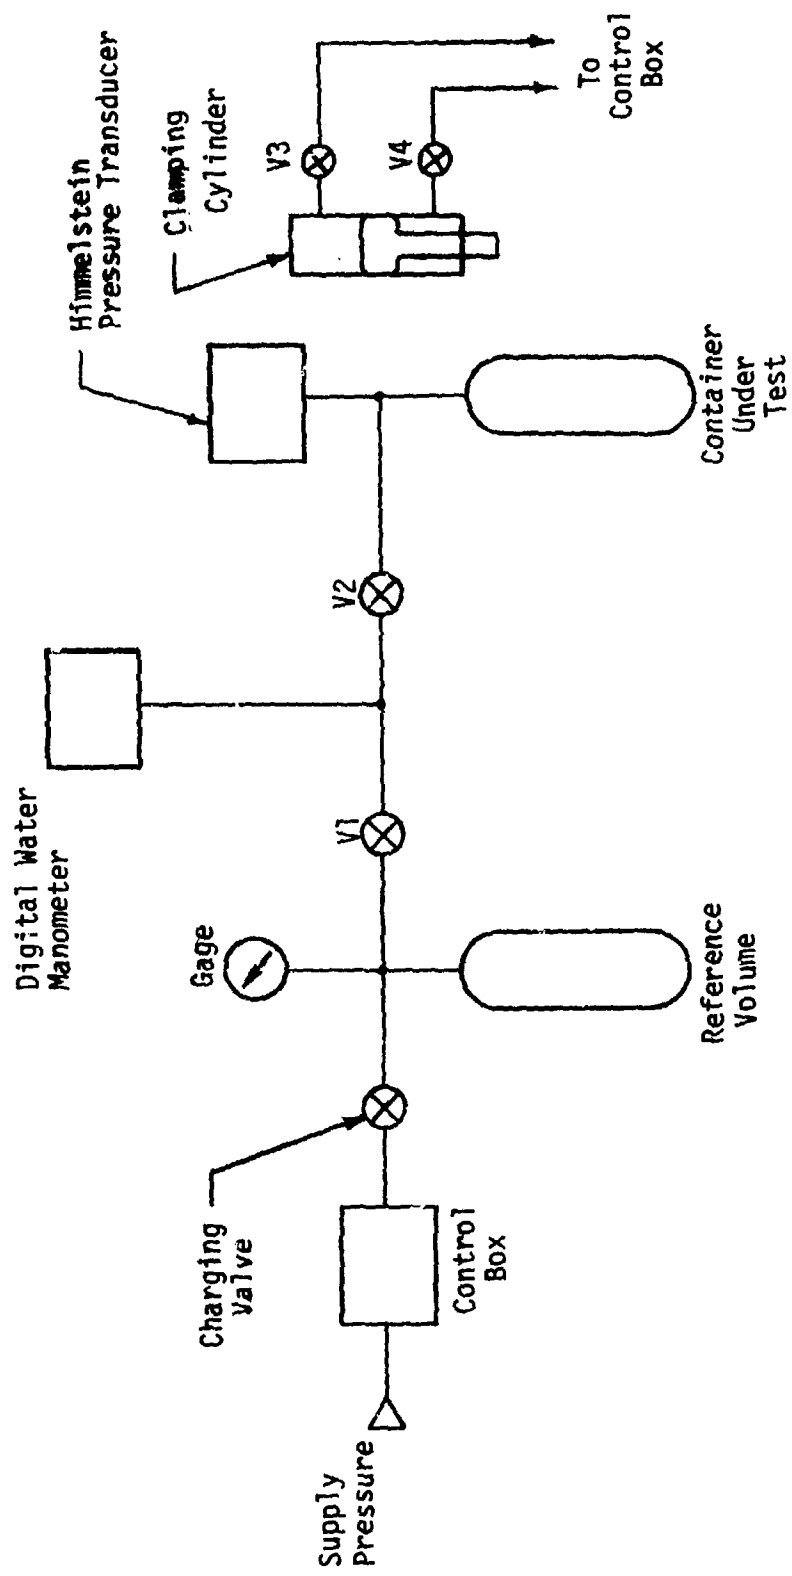 Supply
Pressure
Control
Box
Charging
Valve
Gage
Reference
Volume
V1
Digital Water
Manometer
V2
Himmelstein
Pressure Transducer
Container
Under
Test
Clamping
Cylinder
V3
V4
To
Control
Box